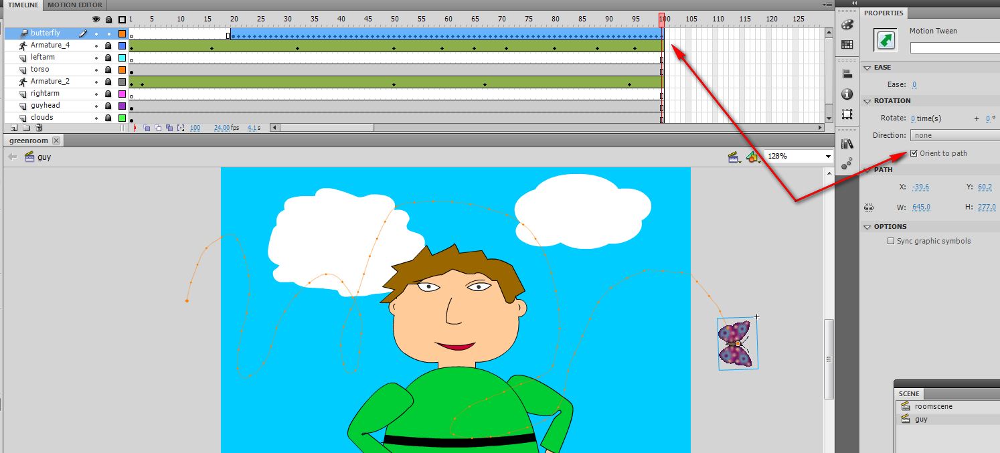 TIMELINE MOTION EDITOR
1 5 10 15 20 25 30 35 40 45 50 55 60 65 70 75 80 85 90 95 100 105 110 115 120 125
butterfly
Armature_4
leftarm
torso
Armature_2
rightarm
guyhead
clouds
100 24.00 fps 4.1 s
greenroom
guy
128%
PROPERTIES
Motion Tween
EASE
Ease: 0
ROTATION
Rotate: 0 time(s) + 0 °
Direction: none
Orient to path
PATH
X: -39.6 Y: 60.2
W: 645.0 H: 277.0
OPTIONS
Sync graphic symbols
SCENE
roomscene
guy